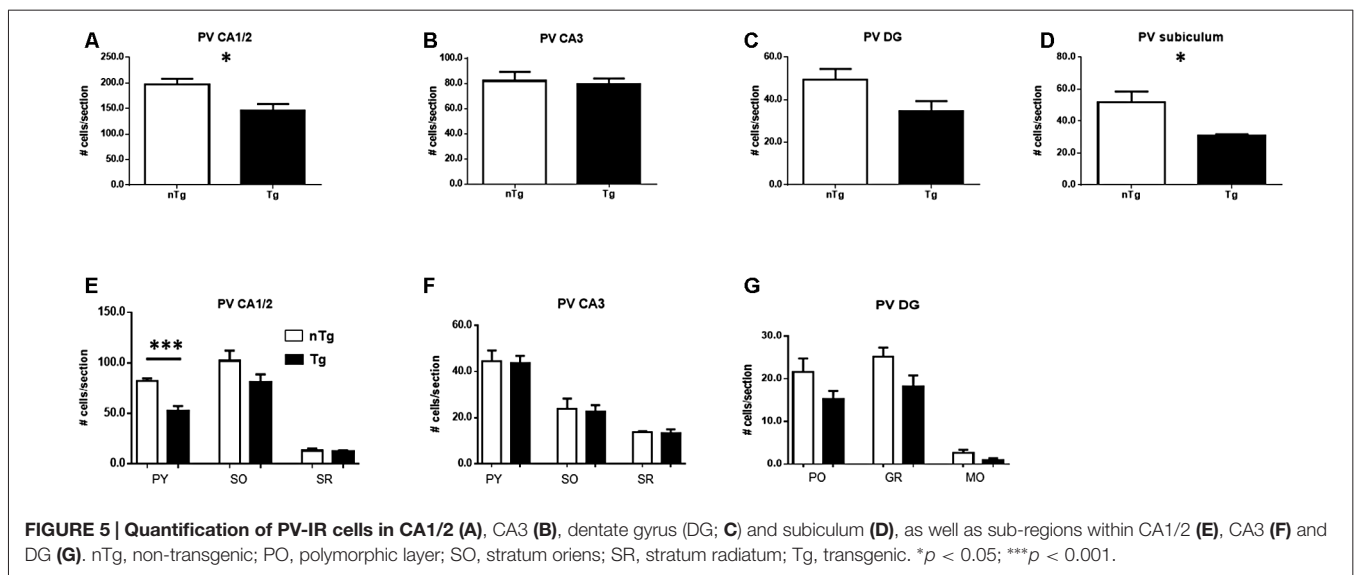 A
PV CA1/2
*
# cells/section
250.0
200.0
150.0
100.0
50.0
0.0
nTg Tg
B
PV CA3
# cells/section
100.0
80.0
60.0
40.0
20.0
0.0
nTg Tg
C
PV DG
# cells/section
60.0
40.0
20.0
0.0
nTg Tg
D
PV subiculum
*
# cells/section
80.0
60.0
40.0
20.0
0.0
nTg Tg
E
PV CA1/2
# cells/section
150.0
100.0
50.0
0.0
***
nTg
Tg
PY SO SR
F
PV CA3
# cells/section
60.0
40.0
20.0
0.0
PY SO SR
G
PV DG
# cells/section
30.0
20.0
10.0
0.0
PO GR MO
FIGURE 5 | Quantification of PV-IR cells in CA1/2 (A), CA3 (B), dentate gyrus (DG; C) and subiculum (D), as well as sub-regions within CA1/2 (E), CA3 (F) and
DG (G). nTg, non-transgenic; PO, polymorphic layer; SO, stratum oriens; SR, stratum radiatum; Tg, transgenic. *p < 0.05; ***p < 0.001.